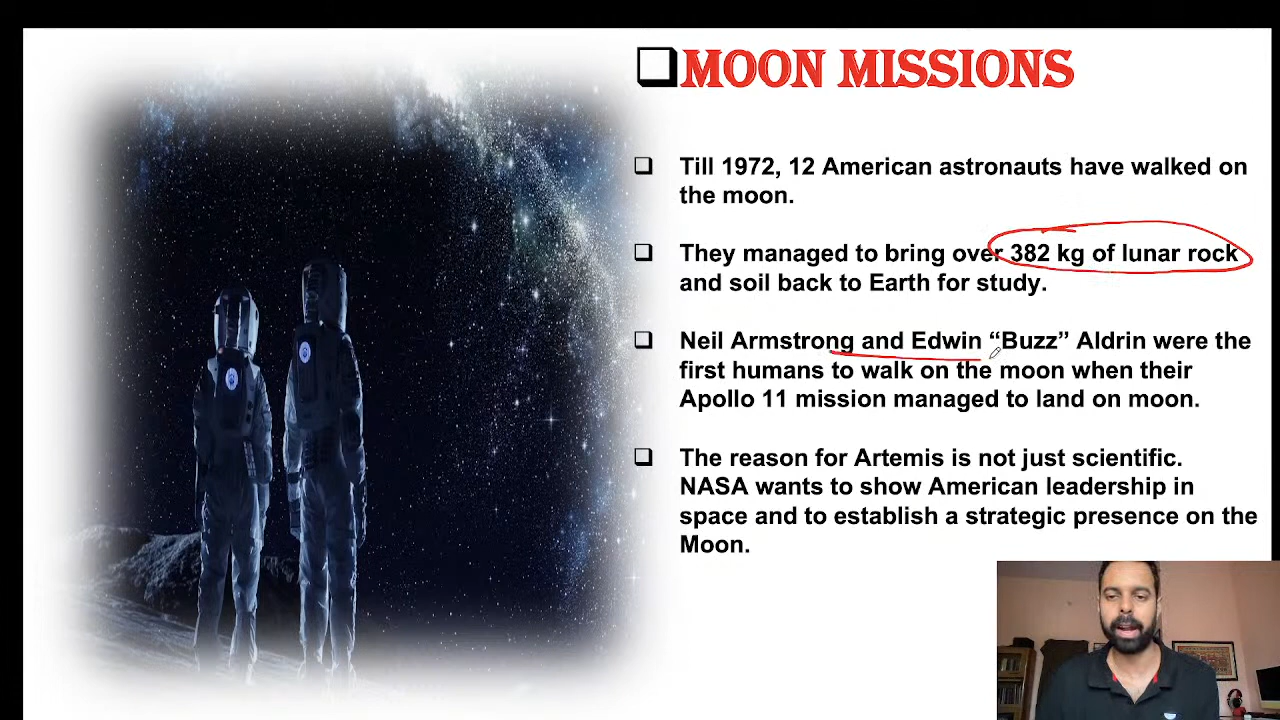 MOON MISSIONS
Till 1972, 12 American astronauts have walked on
the moon.
They managed to bring over 382 kg of lunar rock
and soil back to Earth for study.
Neil Armstrong and Edwin “Buzz” Aldrin were the
first humans to walk on the moon when their
Apollo 11 mission managed to land on moon.
The reason for Artemis is not just scientific.
NASA wants to show American leadership in
space and to establish a strategic presence on the
Moon.